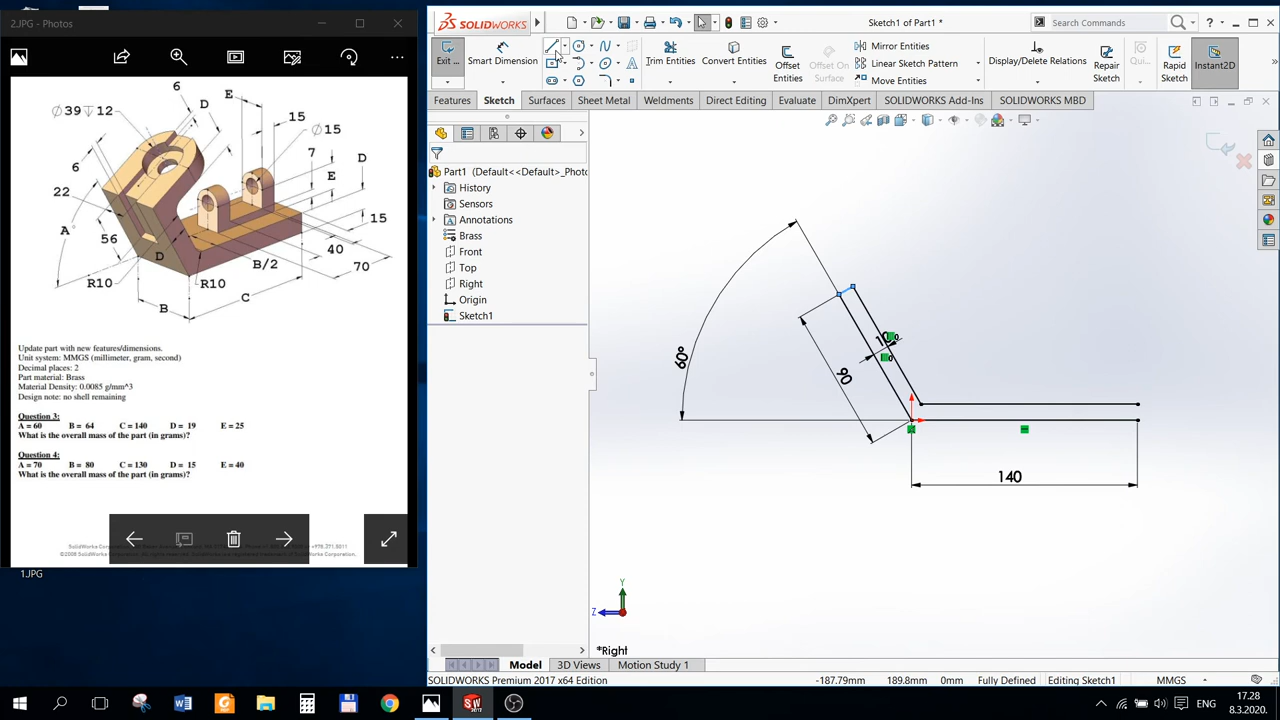 2.JPG - Photos
SOLIDWORKS
Sketch1 of Part1 *
Search Commands
Exit ...
Smart Dimension
Trim Entities
Convert Entities
Offset Entities
Mirror Entities
Linear Sketch Pattern
Move Entities
Display/Delete Relations
Repair Sketch
Qui...
Rapid Sketch
Instant2D
Features
Sketch
Surfaces
Sheet Metal
Weldments
Direct Editing
Evaluate
DimXpert
SOLIDWORKS Add-Ins
SOLIDWORKS MBD
Part1 (Default<<Default>_Photo
History
Sensors
Annotations
Brass
Front
Top
Right
Origin
Sketch1
6
D
E
15
Ø39↧12
Ø15
7
D
E
6
22
A°
56
15
D
40
70
R10
R10
B/2
B
C
Update part with new features/dimensions.
Unit system: MMGS (millimeter, gram, second)
Decimal places: 2
Part material: Brass
Material Density: 0.0085 g/mm^3
Design note: no shell remaining
Question 3:
A = 60 B = 64 C = 140 D = 19 E = 25
What is the overall mass of the part (in grams)?
Question 4:
A = 70 B = 80 C = 130 D = 15 E = 40
What is the overall mass of the part (in grams)?
1.JPG
60°
90
140
Y
Z
*Right
Model
3D Views
Motion Study 1
SOLIDWORKS Premium 2017 x64 Edition
-187.79mm
189.8mm
0mm
Fully Defined
Editing Sketch1
MMGS
ENG
17.28
8.3.2020.